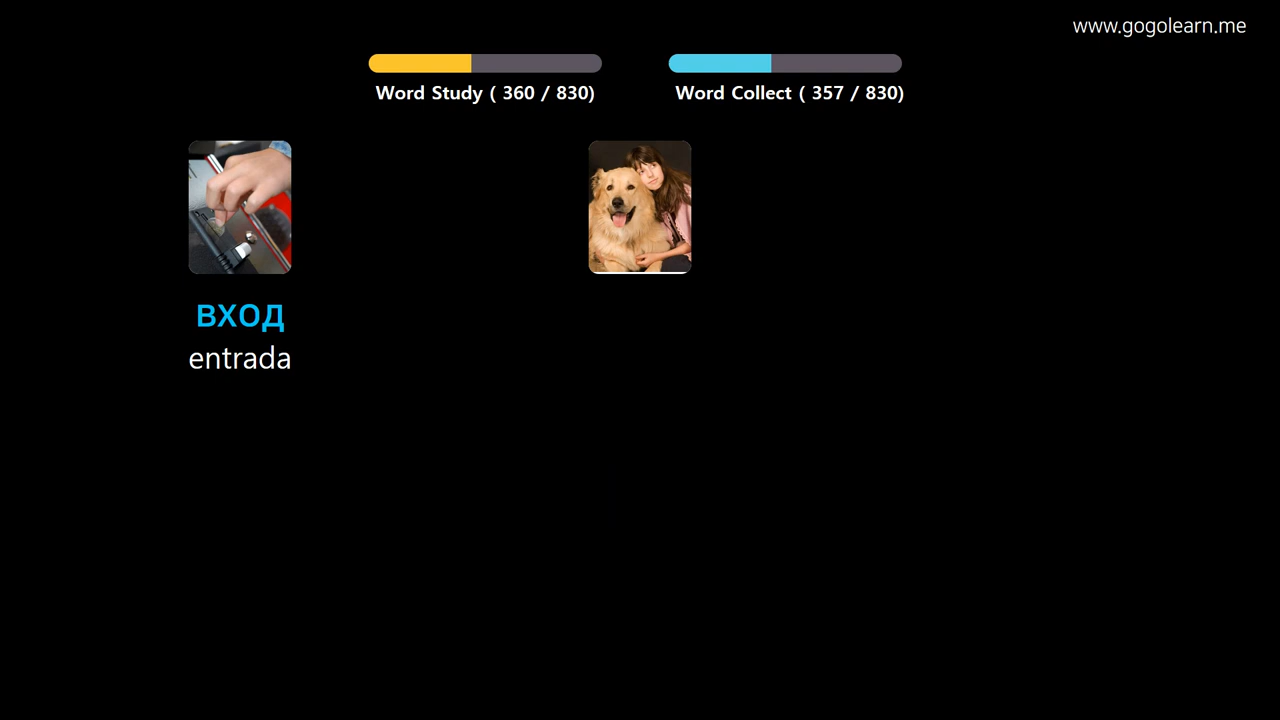 www.gogolearn.me
Word Study ( 360 / 830)
Word Collect ( 357 / 830)
вход
entrada